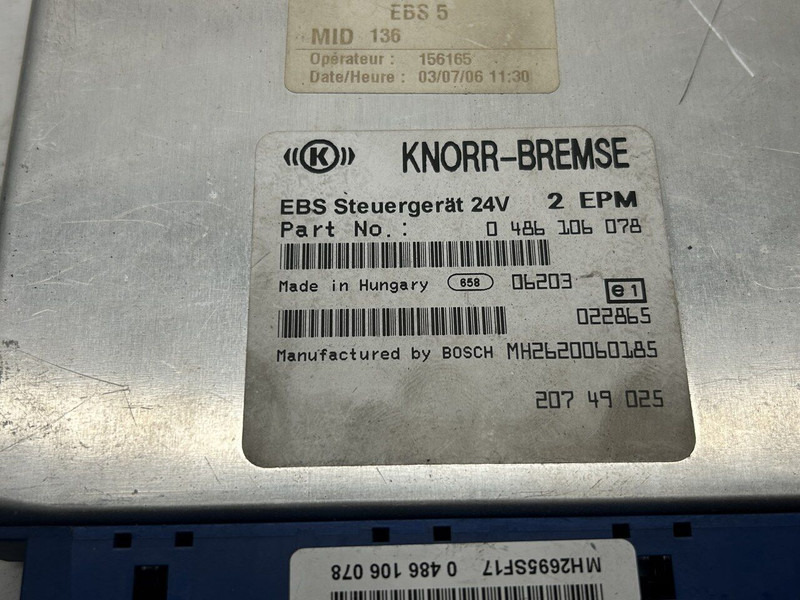 EBS 5
MID 136
Opérateur : 156165
Date/Heure : 03/07/06 11:30
K KNORR-BREMSE
EBS Steuergerät 24V 2 EPM
Part No.: 0 486 106 078
Made in Hungary 658 06203 e1
022865
Manufactured by BOSCH MH2620060185
207 49 025
MH2695SF17 0 486 106 078